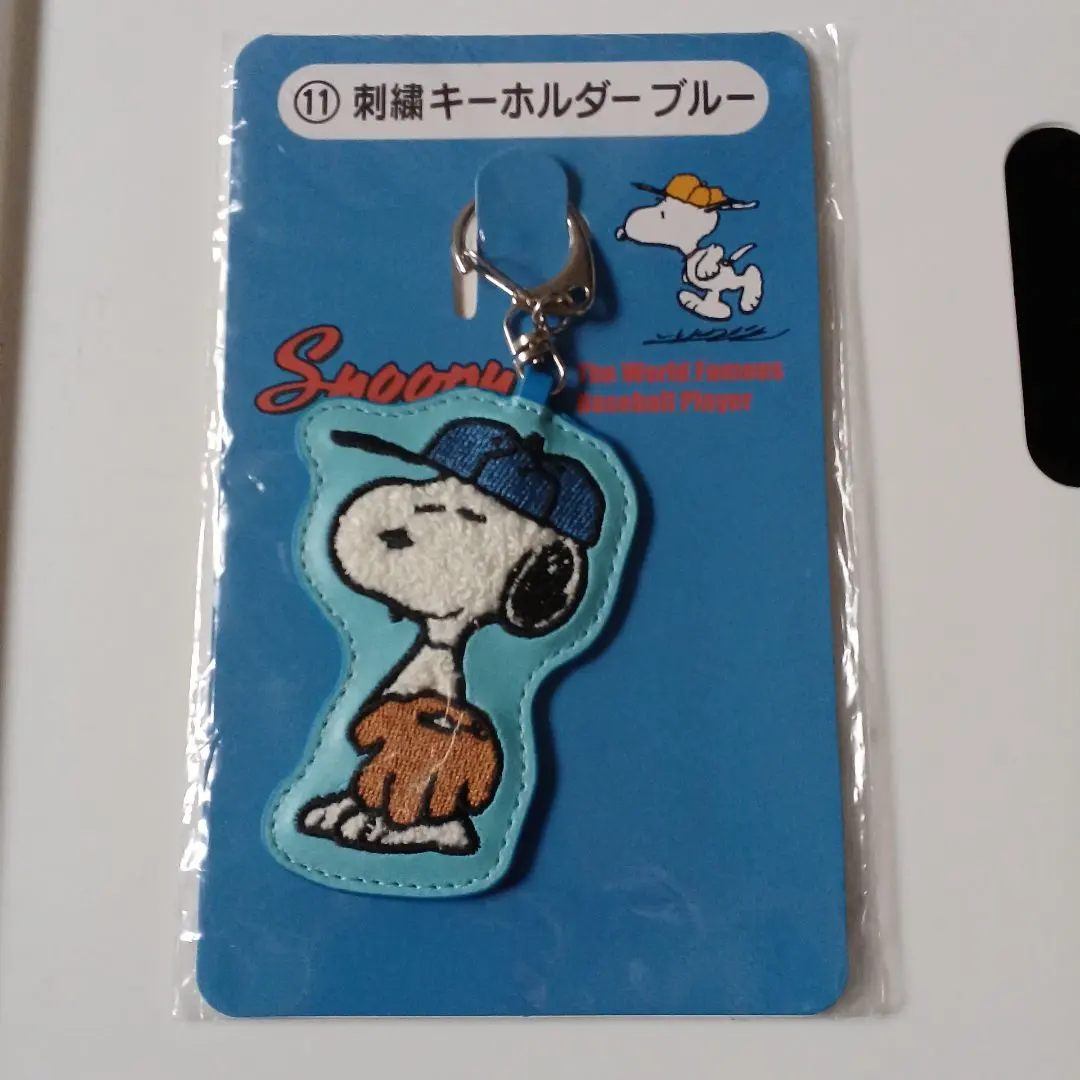 ⑪ 刺繍キーホルダー ブルー
Snoopy
The World Famous
Baseball Player